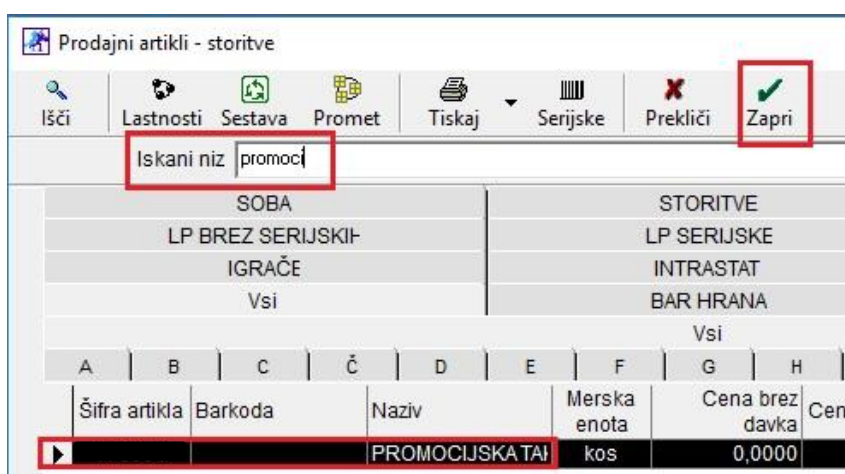 Prodajni artikli - storitve
Išči Lastnosti Sestava Promet Tiskaj Serijske Prekliči Zapri
Iskani niz promoci
SOBA STORITVE
LP BREZ SERIJSKIH LP SERIJSKE
IGRAČE INTRASTAT
Vsi BAR HRANA
Vsi
A B C Č D E F G H
Šifra artikla Barkoda Naziv Merska enota Cena brez davka Cen
PROMOCIJSKA TAK kos 0,0000